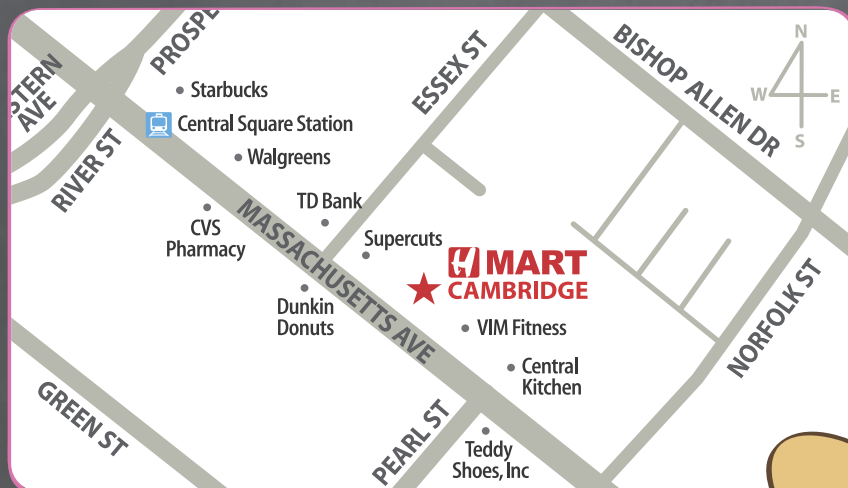 PROSPE
STERN
AVE
RIVER ST
Starbucks
Central Square Station
Walgreens
ESSEX ST
BISHOP ALLEN DR
N
W
E
S
CVS
Pharmacy
TD Bank
MASSACHUSETTS AVE
Supercuts
H MART
CAMBRIDGE
Dunkin
Donuts
VIM Fitness
Central
Kitchen
NORFOLK ST
GREEN ST
PEARL ST
Teddy
Shoes, Inc